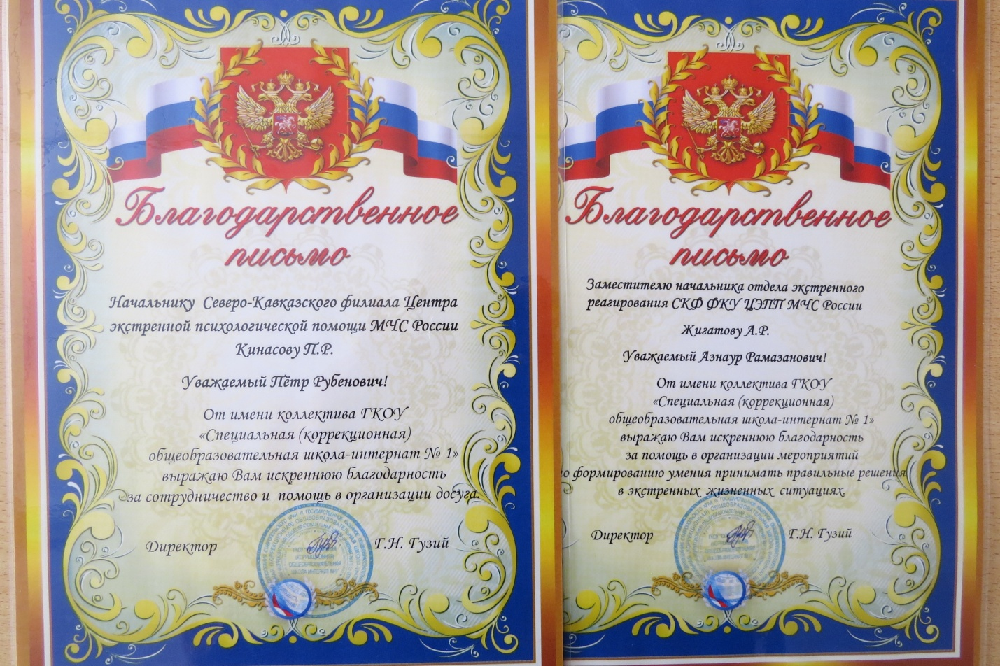 Благодарственное
письмо
Начальнику Северо-Кавказского филиала Центра
экстренной психологической помощи МЧС России
Кинасову П.Р.
Уважаемый Пётр Рубенович!
От имени коллектива ГКОУ
«Специальная (коррекционная)
общеобразовательная школа-интернат № 1»
выражаю Вам искреннюю благодарность
за сотрудничество и помощь в организации досуга.
Директор Г.Н. Гузий
Благодарственное
письмо
Заместителю начальника отдела экстренного
реагирования СКФ ФКУ ЦЭПП МЧС России
Жигатову А.Р.
Уважаемый Азнаур Рамазанович!
От имени коллектива ГКОУ
«Специальная (коррекционная)
общеобразовательная школа-интернат № 1»
выражаю Вам искреннюю благодарность
за помощь в организации мероприятий
о формированию умения принимать правильные решения
в экстренных жизненных ситуациях.
Директор Г.Н. Гузий